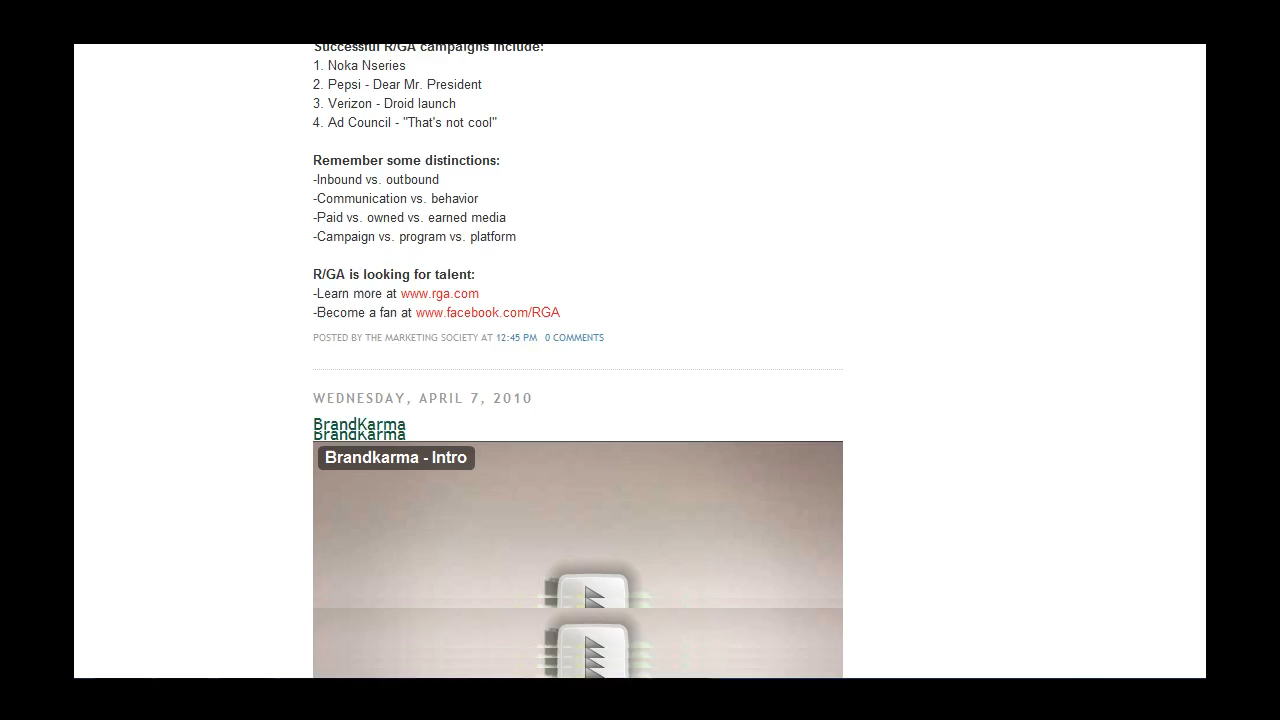 Successful R/GA campaigns include:
1. Noka Nseries
2. Pepsi - Dear Mr. President
3. Verizon - Droid launch
4. Ad Council - "That's not cool"
Remember some distinctions:
-Inbound vs. outbound
-Communication vs. behavior
-Paid vs. owned vs. earned media
-Campaign vs. program vs. platform
R/GA is looking for talent:
-Learn more at www.rga.com
-Become a fan at www.facebook.com/RGA
POSTED BY THE MARKETING SOCIETY AT 12:45 PM 0 COMMENTS
WEDNESDAY, APRIL 7, 2010
BrandKarma
BrandKarma
Brandkarma - Intro